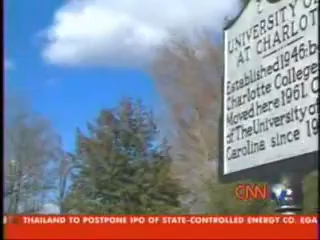 UNIVERSITY O
AT CHARLOT
Established 1946
Charlotte College
Moved here 1961.
of The University
Carolina since 19
CNN
THAILAND TO POSTPONE IPO OF STATE-CONTROLLED ENERGY CO. EGA